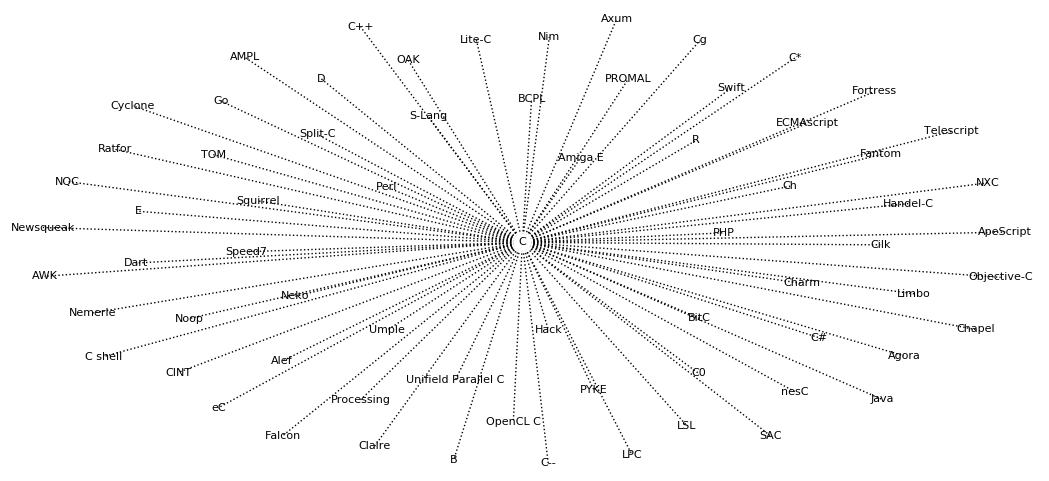 Axum
C++
Nim
Lite-C
Cg
AMPL
OAK
C*
D
PROMAL
Swift
Fortress
Go
BCPL
Cyclone
S-Lang
ECMAscript
Telescript
Split-C
R
Ratfor
TOM
Amiga E
Fantom
NQC
Perl
Ch
NXC
Squirrel
Handel-C
E
Newsqueak
PHP
ApeScript
C
Cilk
Speed7
Dart
AWK
Objective-C
Charm
Neko
Limbo
Nemerle
Noop
BitC
Umple
Hack
Chapel
C#
C shell
Alef
Agora
CINT
C0
Unified Parallel C
PYKE
nesC
Processing
Java
eC
OpenCL C
LSL
Falcon
SAC
Claire
B
LPC
C--